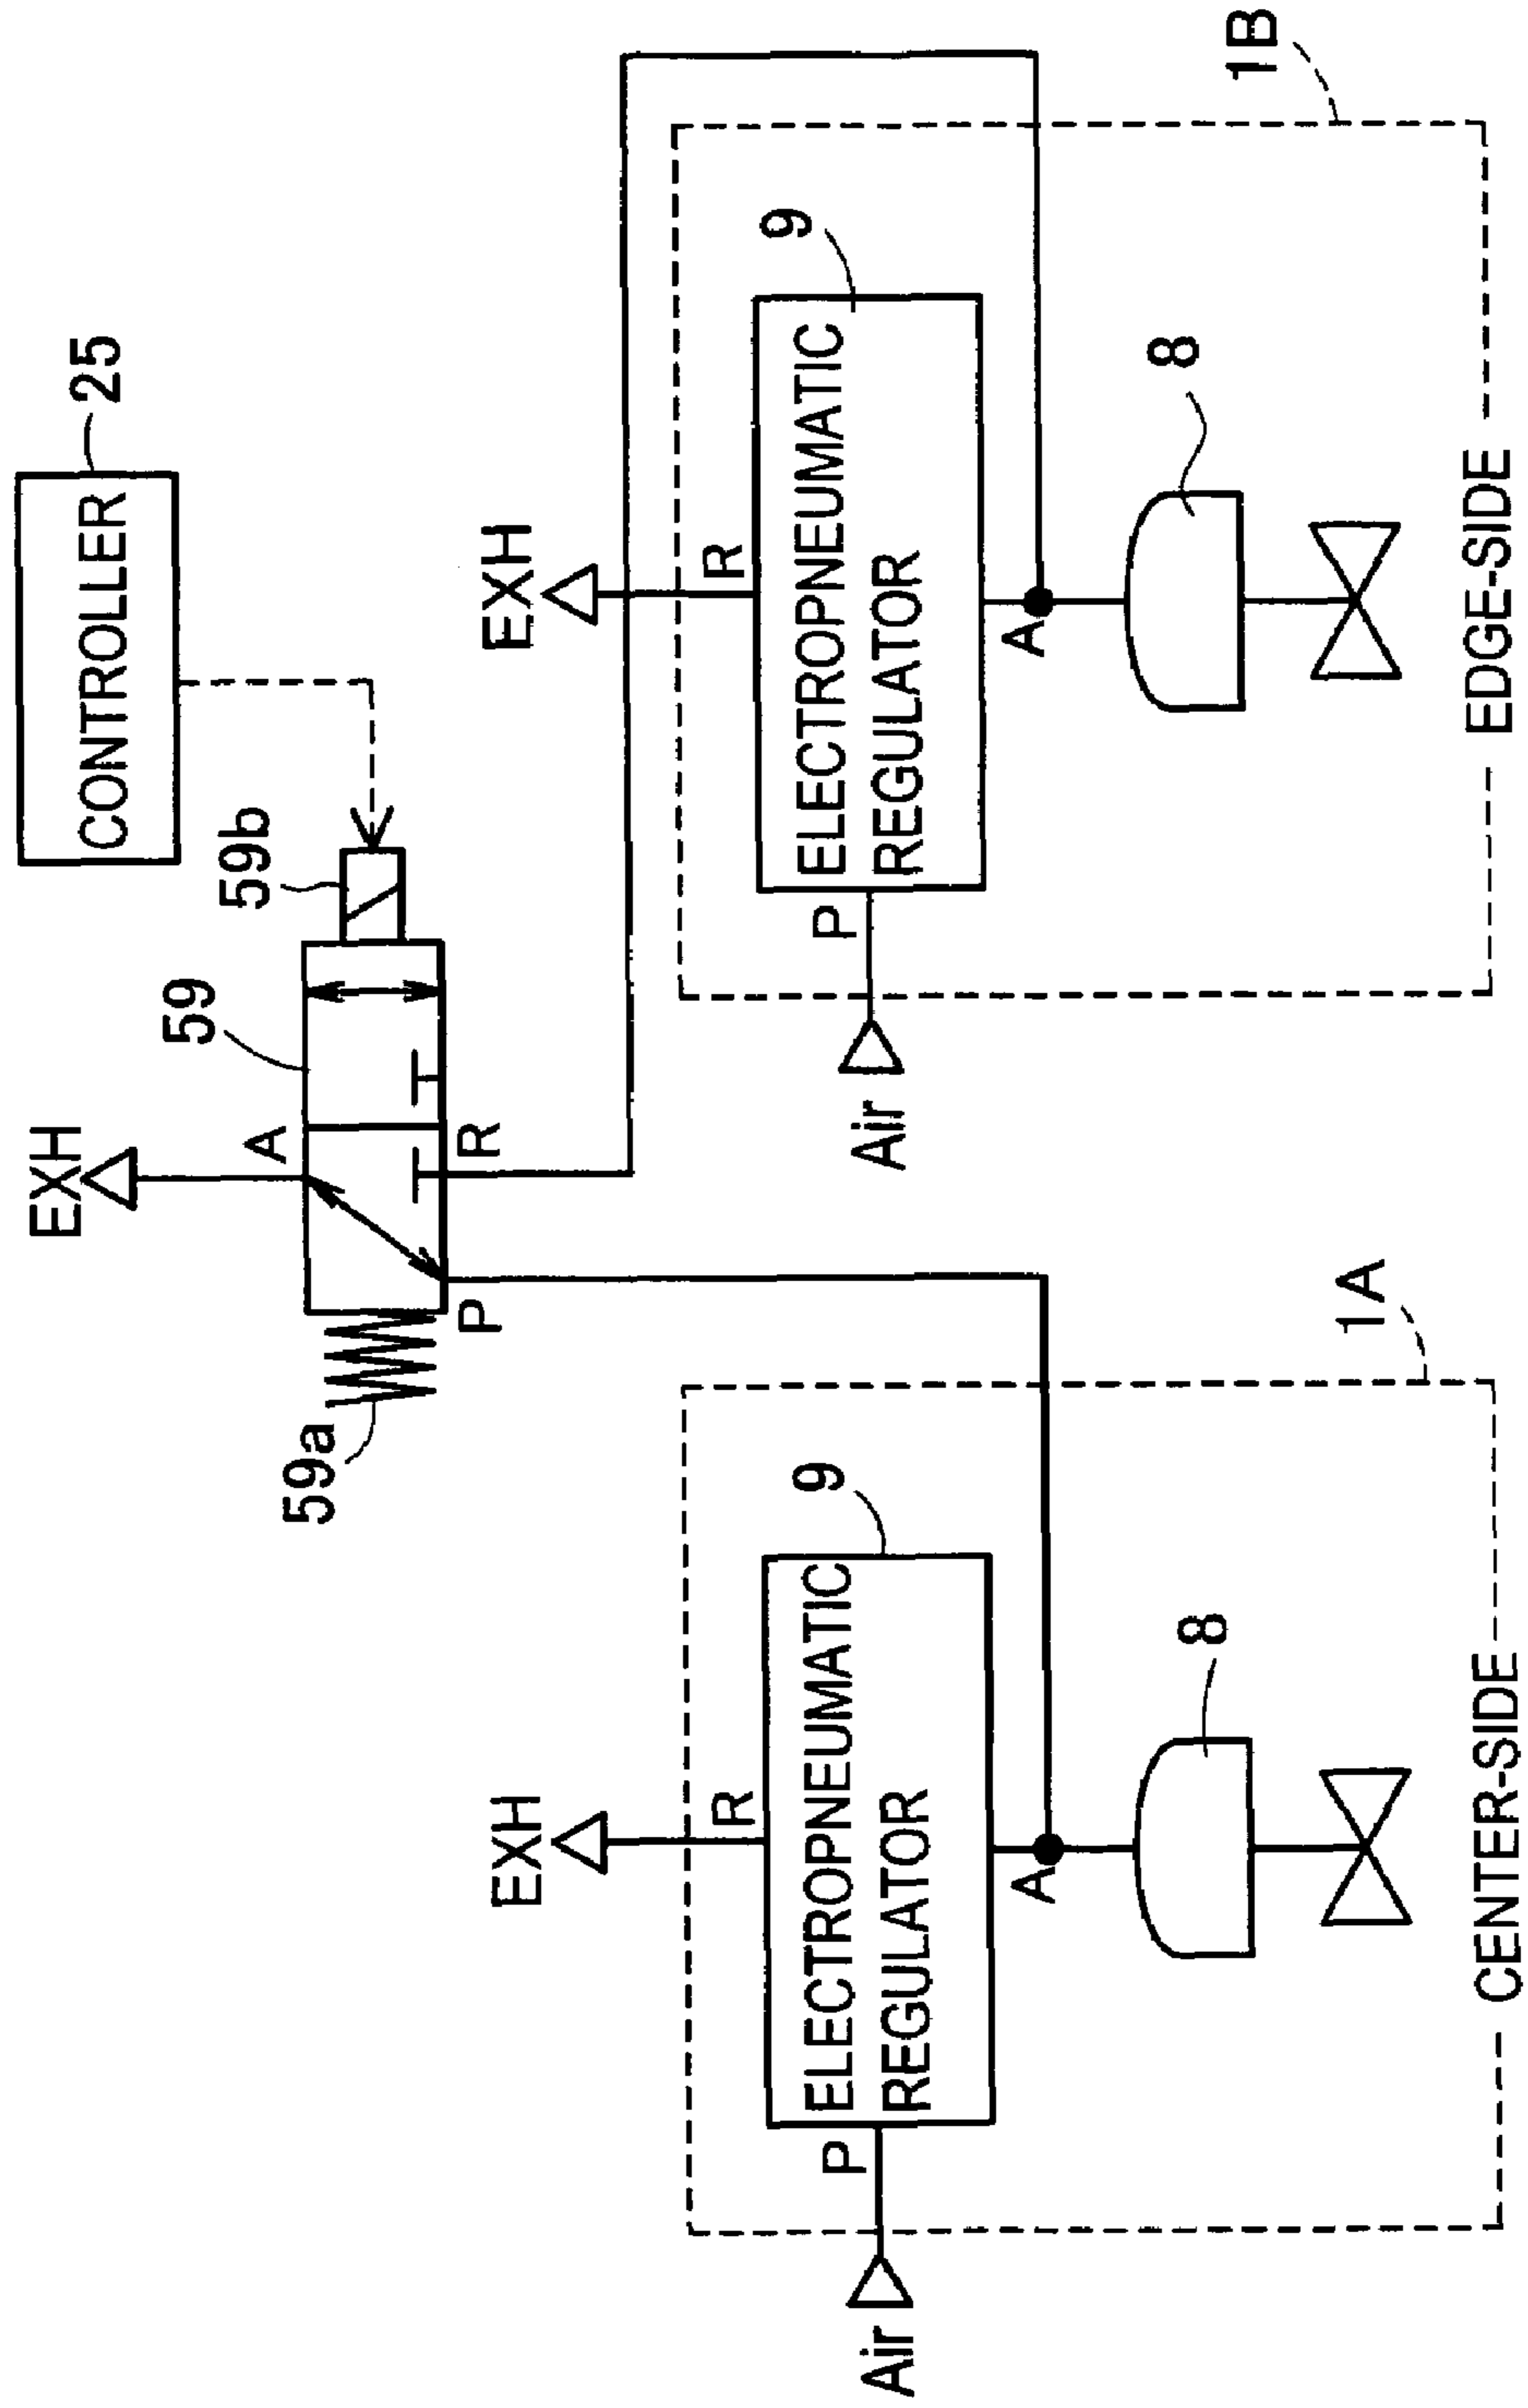 CONTROLLER
25
59b
59
EXH
A
R
P
59a
EXH
R
9
ELECTROPNEUMATIC
REGULATOR
P
Air
A
8
1A
CENTER-SIDE
EXH
R
9
ELECTROPNEUMATIC
REGULATOR
P
Air
A
8
1B
EDGE-SIDE